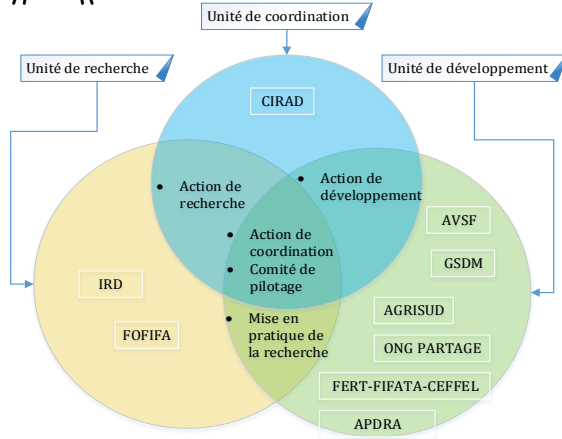 Unité de coordination
Unité de recherche
Unité de développement
CIRAD
• Action de
recherche
• Action de
développement
AVSF
• Action de
coordination
• Comité de
pilotage
GSDM
IRD
AGRISUD
FOFIFA
• Mise en
pratique de
la recherche
ONG PARTAGE
FERT-FIFATA-CEFFEL
APDRA